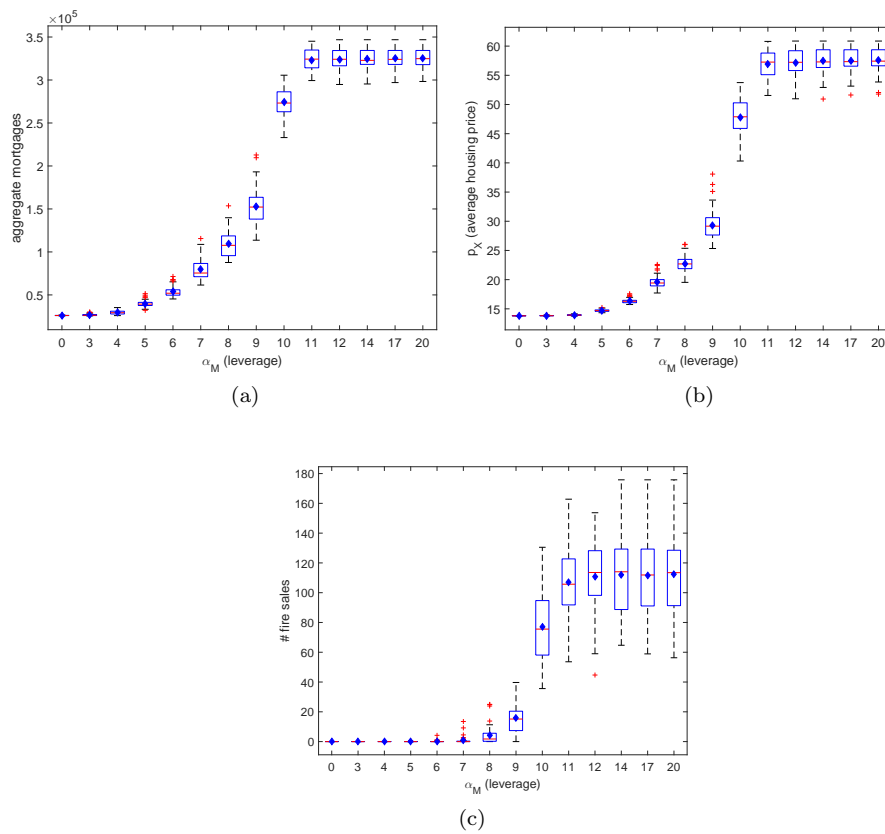 ×10⁵
3.5
3.5
2.5
1.5
0.5
aggregate mortgages
0 3 4 5 6 7 8 9 10 11 12 14 17 20
α_M (leverage)
(a)
60
55
50
45
40
35
30
25
20
15
p_X (average housing price)
0 3 4 5 6 7 8 9 10 11 12 14 17 20
α_M (leverage)
(b)
180
160
140
120
100
80
60
40
20
0
# fire sales
0 3 4 5 6 7 8 9 10 11 12 14 17 20
α_M (leverage)
(c)